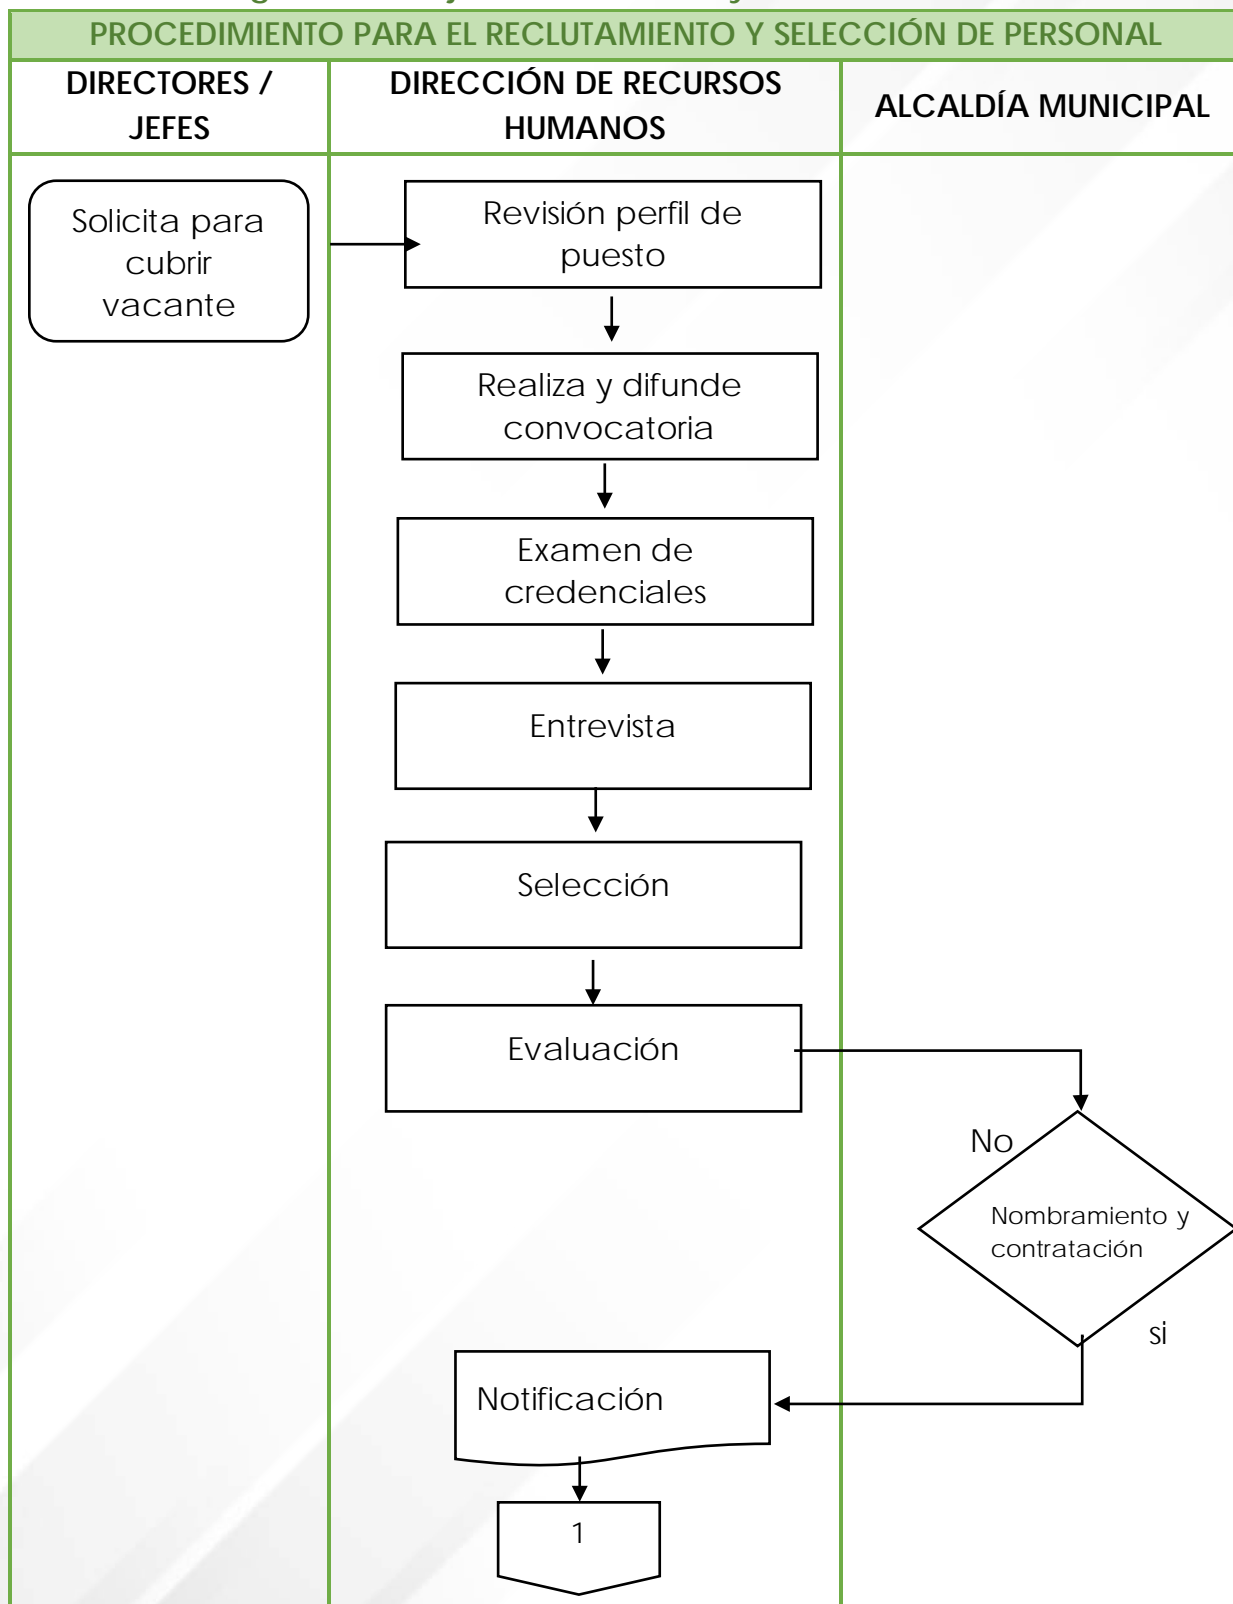 PROCEDIMIENTO PARA EL RECLUTAMIENTO Y SELECCIÓN DE PERSONAL
DIRECTORES /
JEFES
DIRECCIÓN DE RECURSOS
HUMANOS
ALCALDÍA MUNICIPAL
Solicita para
cubrir
vacante
Revisión perfil de
puesto
Realiza y difunde
convocatoria
Examen de
credenciales
Entrevista
Selección
Evaluación
No
Nombramiento y
contratación
si
Notificación
1